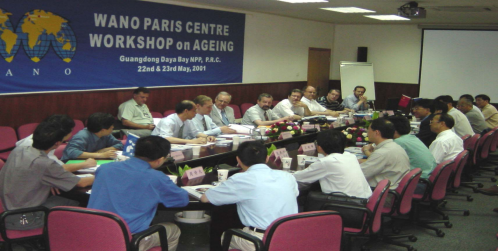 WANO PARIS CENTRE
WORKSHOP on AGEING
Guangdong Daya Bay NPP, P.R.C.
22nd & 23rd May, 2001
WANO